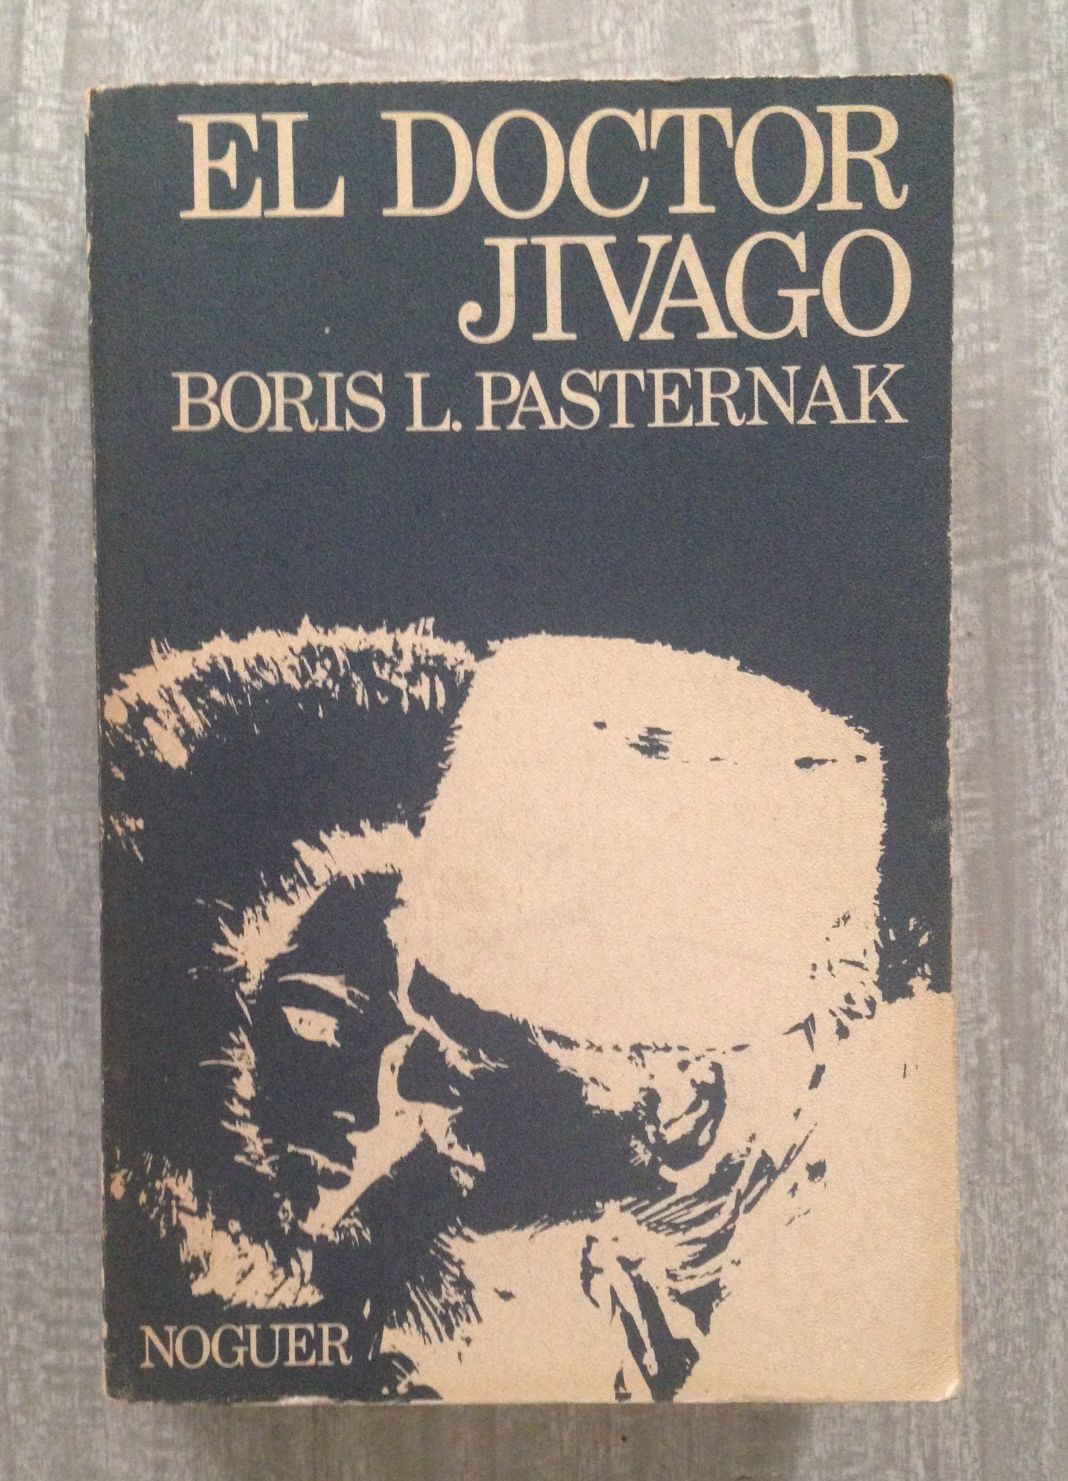 EL DOCTOR
JIVAGO
BORIS L. PASTERNAK
NOGUER